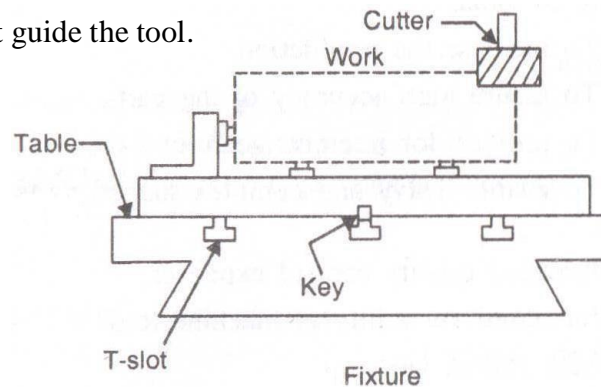 t guide the tool.
Cutter
Work
Table
Key
T-slot
Fixture